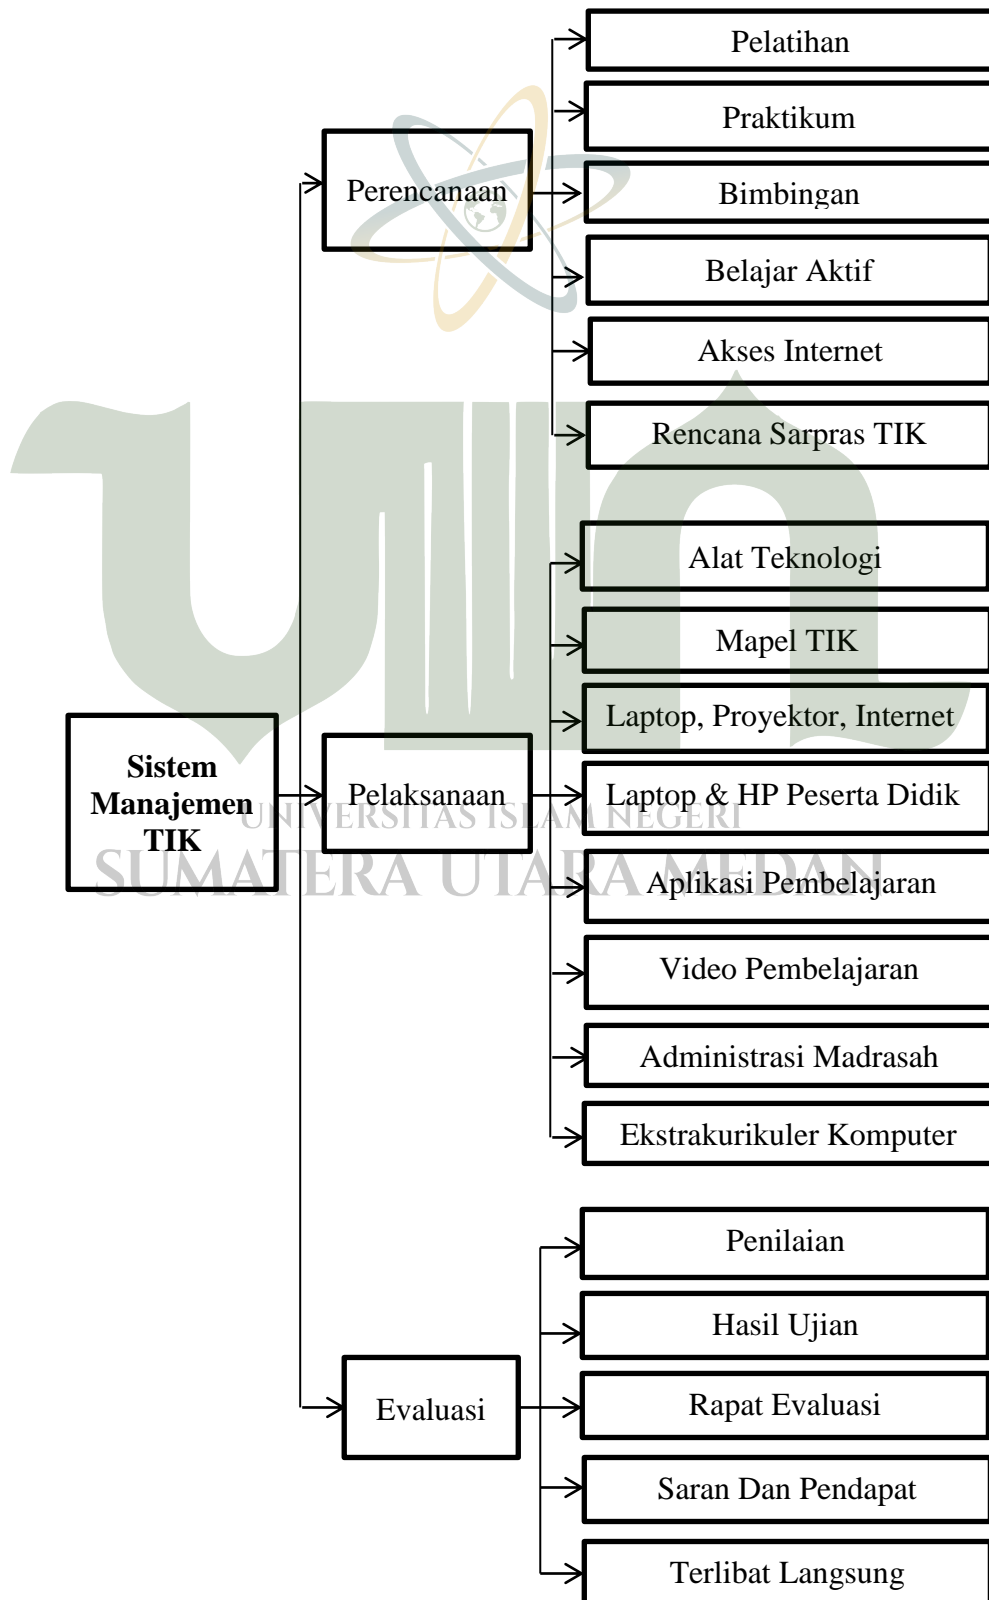 Pelatihan
Praktikum
Perencanaan
Bimbingan
Belajar Aktif
Akses Internet
Rencana Sarpras TIK
Alat Teknologi
Mapel TIK
Laptop, Proyektor, Internet
Sistem
Manajemen
TIK
Pelaksanaan
Laptop & HP Peserta Didik
UNIVERSITAS ISLAM NEGERI
SUMATERA UTARA MEDAN
Aplikasi Pembelajaran
Video Pembelajaran
Administrasi Madrasah
Ekstrakurikuler Komputer
Penilaian
Hasil Ujian
Evaluasi
Rapat Evaluasi
Saran Dan Pendapat
Terlibat Langsung